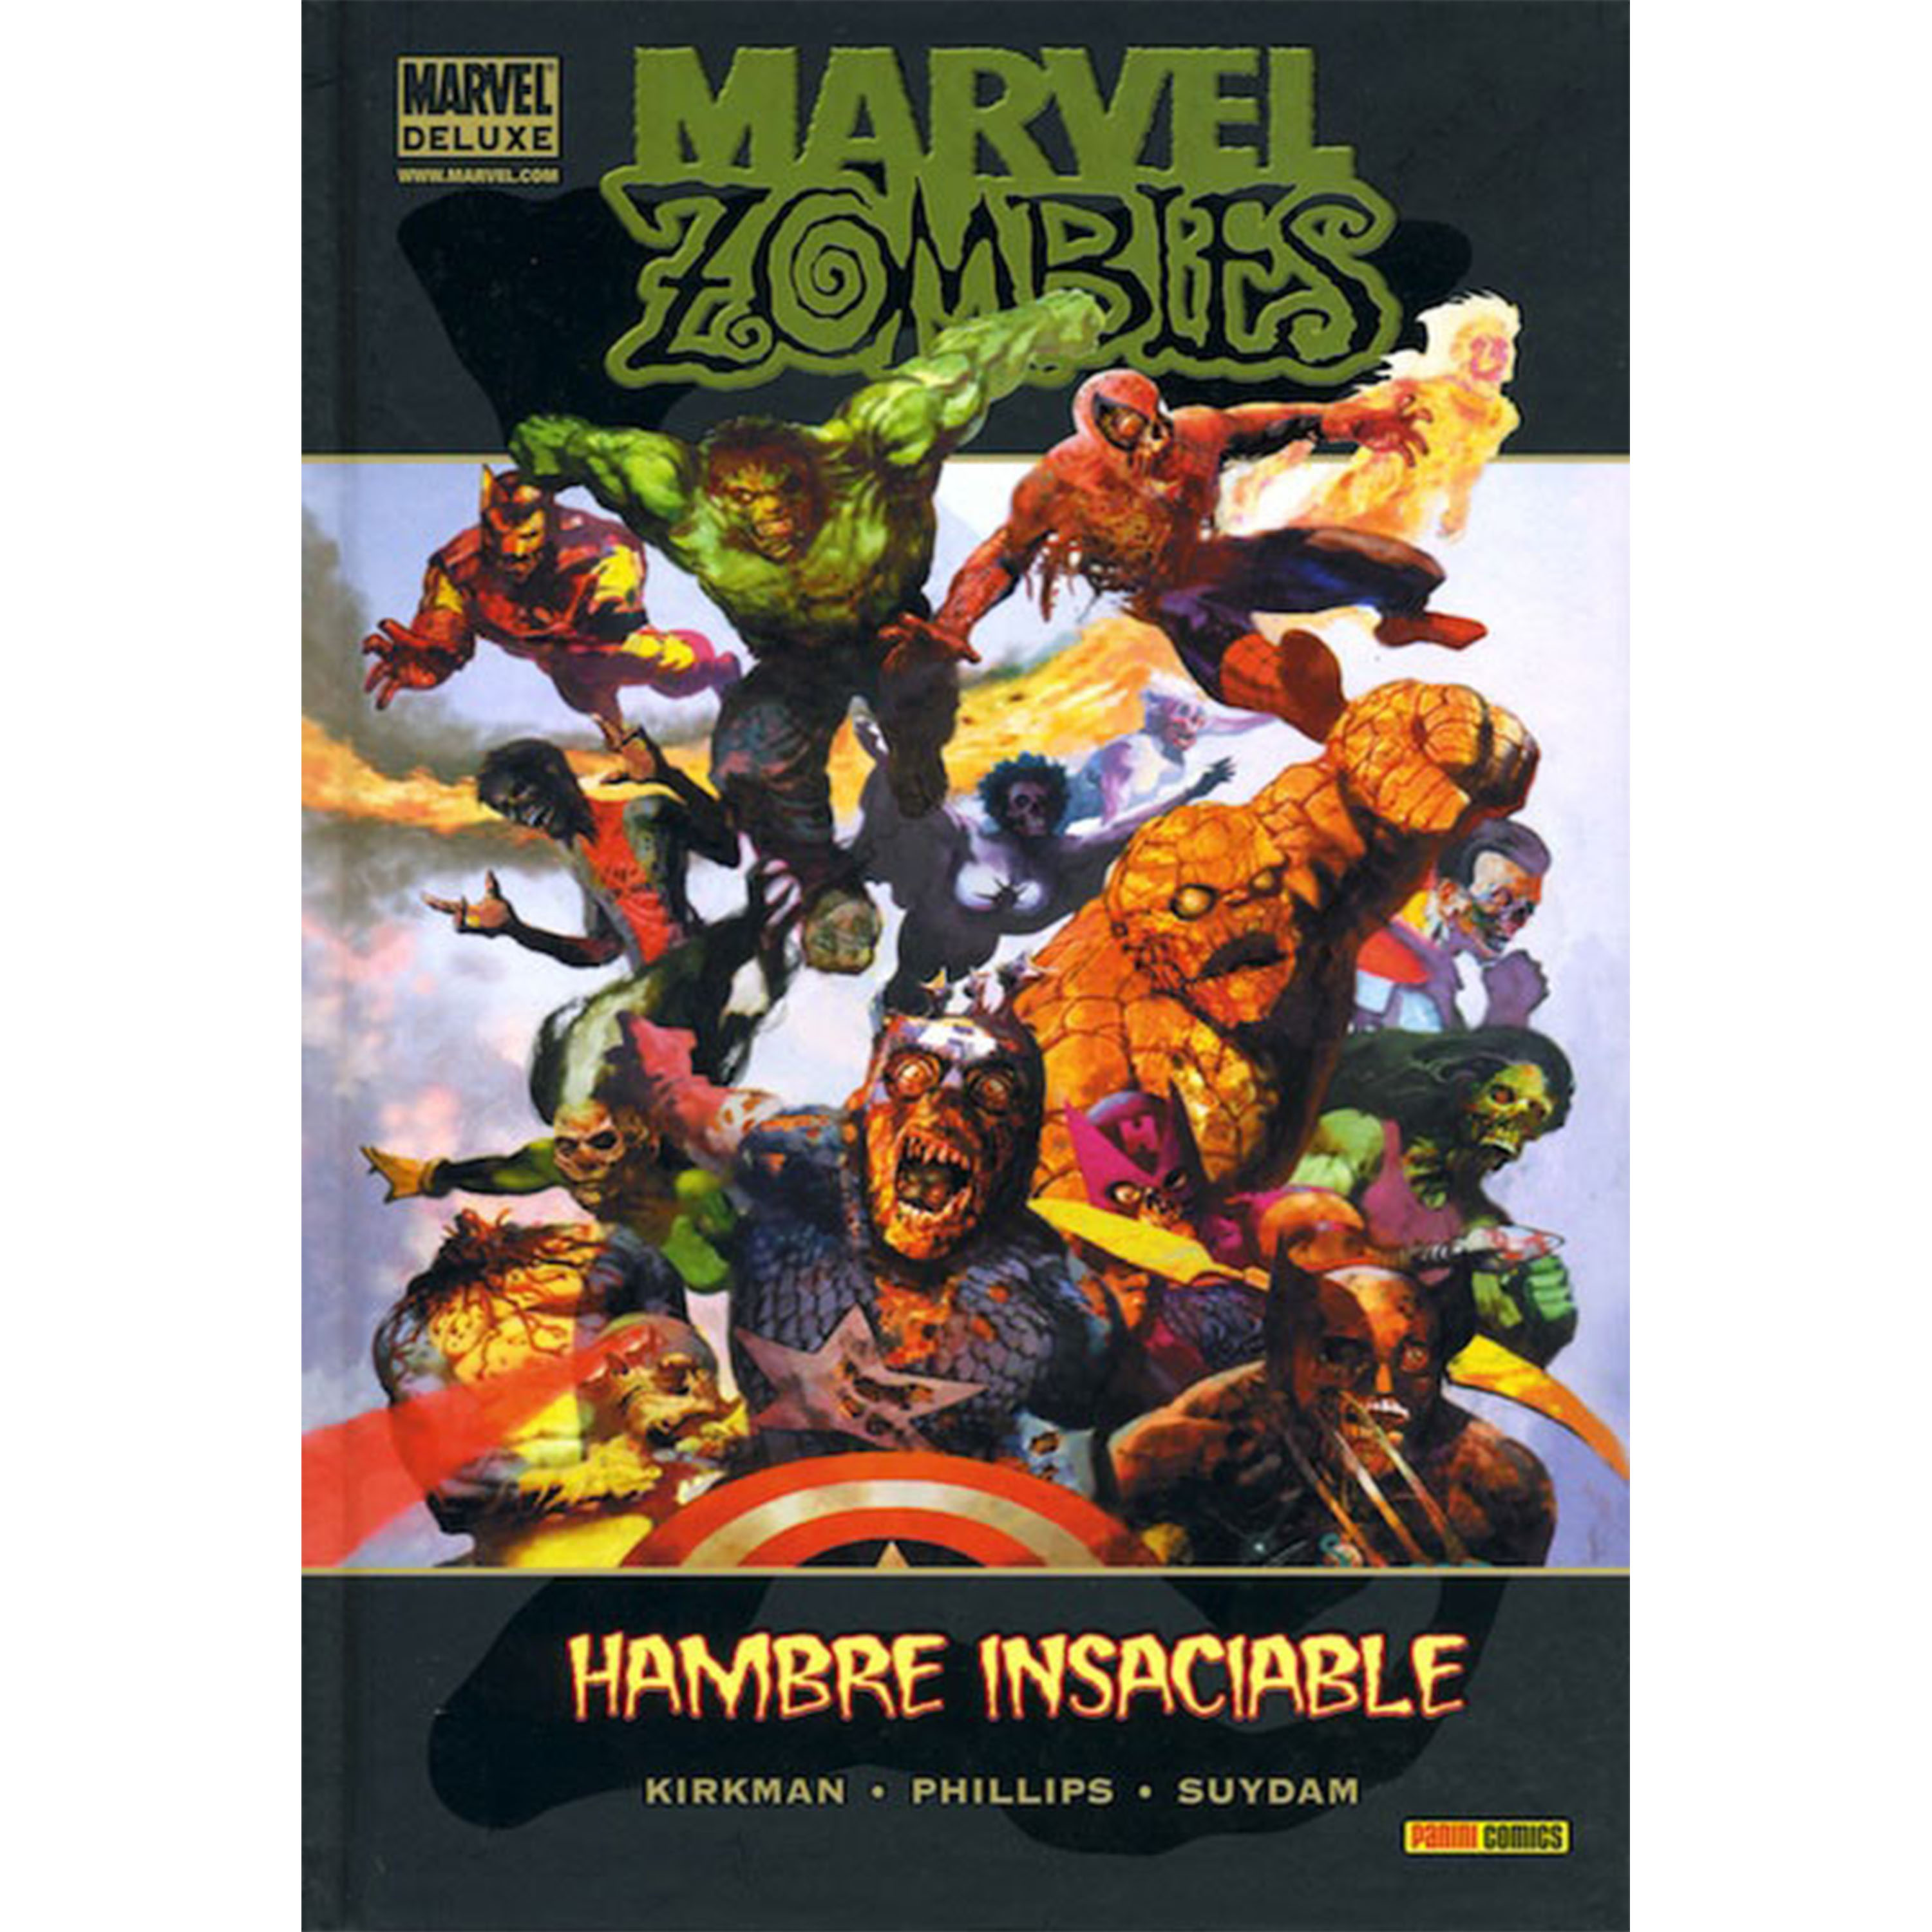 MARVEL
DELUXE
WWW.MARVEL.COM
MARVEL
ZOMBIES
H
HAMBRE INSACIABLE
KIRKMAN • PHILLIPS • SUYDAM
PANINI COMICS